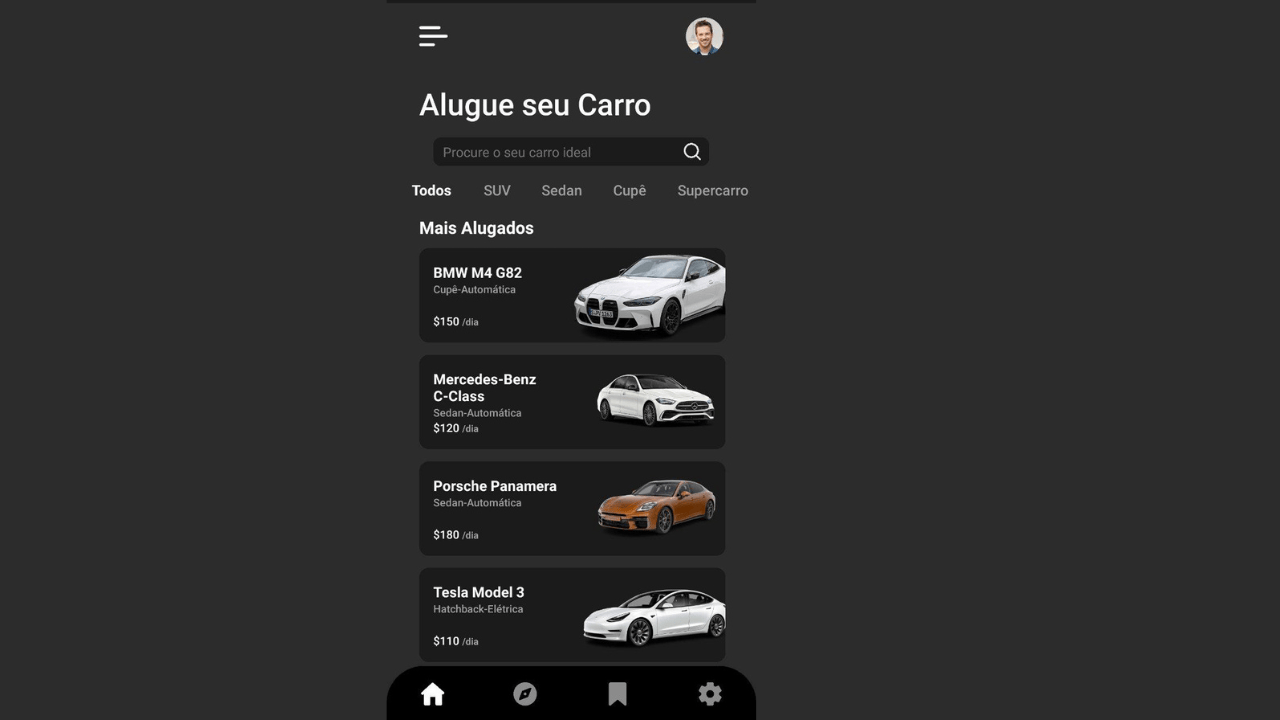 Alugue seu Carro
Procure o seu carro ideal
Todos SUV Sedan Cupê Supercarro
Mais Alugados
BMW M4 G82
Cupê-Automática
$150 /dia
Mercedes-Benz
C-Class
Sedan-Automática
$120 /dia
Porsche Panamera
Sedan-Automática
$180 /dia
Tesla Model 3
Hatchback-Elétrica
$110 /dia